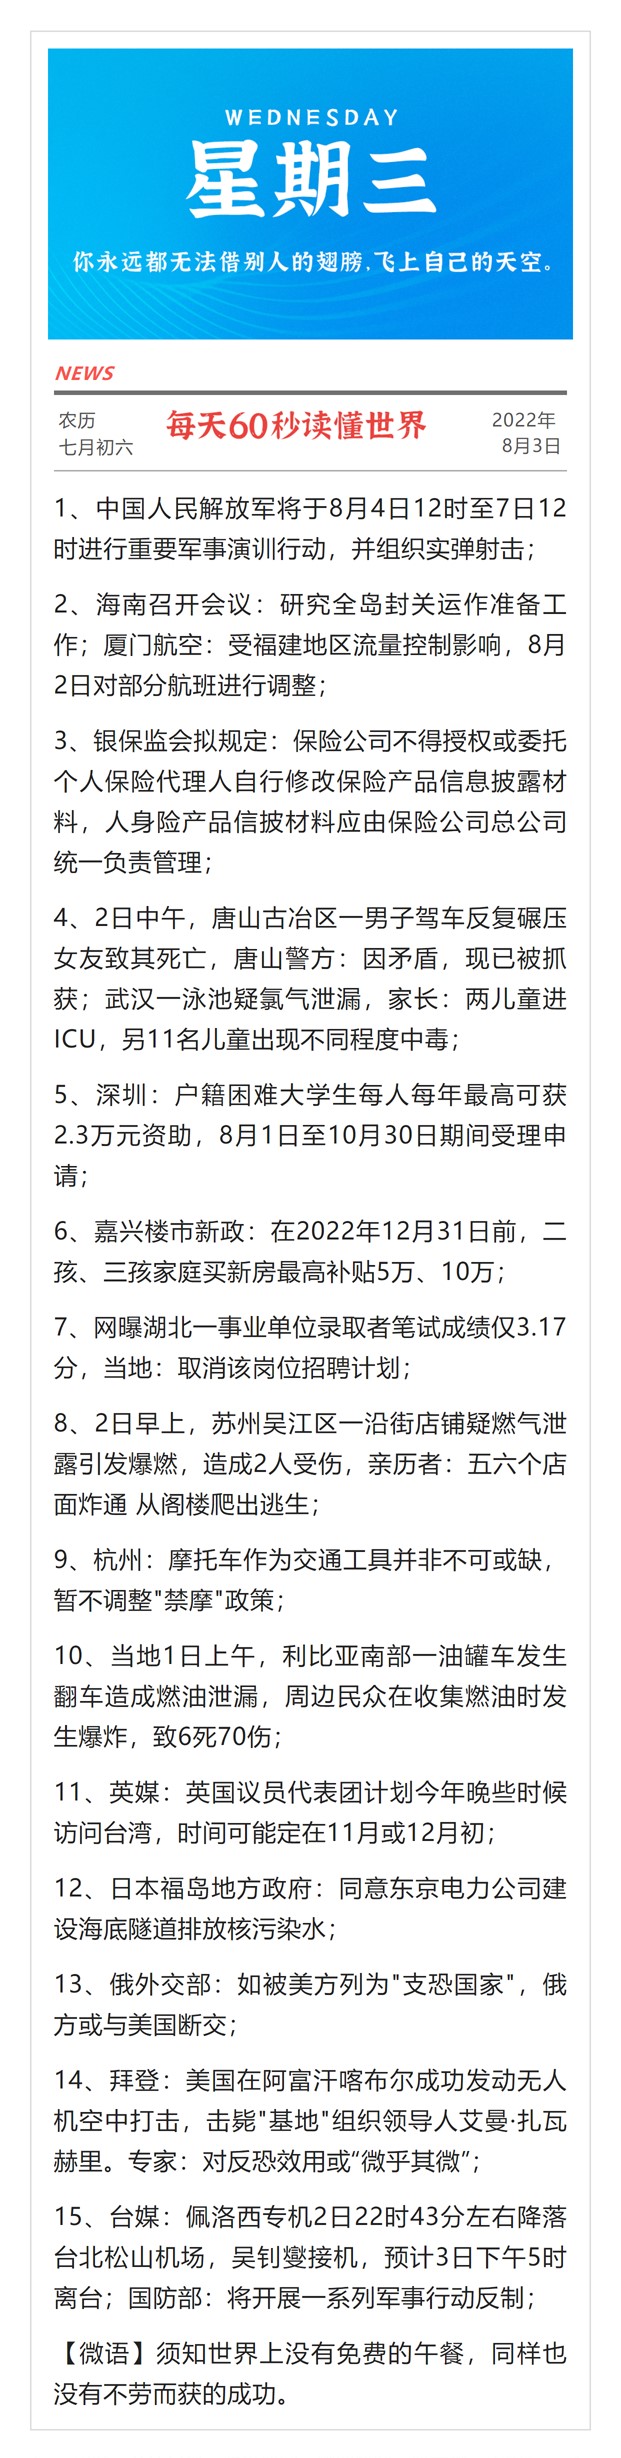 WEDNESDAY
星期三
你永远都无法借别人的翅膀,飞上自己的天空。
NEWS
农历
七月初六
每天60秒读懂世界
2022年
8月3日
1、中国人民解放军将于8月4日12时至7日12
时进行重要军事演训行动，并组织实弹射击；
2、海南召开会议：研究全岛封关运作准备工
作；厦门航空：受福建地区流量控制影响，8月
2日对部分航班进行调整；
3、银保监会拟规定：保险公司不得授权或委托
个人保险代理人自行修改保险产品信息披露材
料，人身险产品信披材料应由保险公司总公司
统一负责管理；
4、2日中午，唐山古冶区一男子驾车反复碾压
女友致其死亡，唐山警方：因矛盾，现已被抓
获；武汉一泳池疑氯气泄漏，家长：两儿童进
ICU，另11名儿童出现不同程度中毒；
5、深圳：户籍困难大学生每人每年最高可获
2.3万元资助，8月1日至10月30日期间受理申
请；
6、嘉兴楼市新政：在2022年12月31日前，二
孩、三孩家庭买新房最高补贴5万、10万；
7、网曝湖北一事业单位录取者笔试成绩仅3.17
分，当地：取消该岗位招聘计划；
8、2日早上，苏州吴江区一沿街店铺疑燃气泄
露引发爆燃，造成2人受伤，亲历者：五六个店
面炸通 从阁楼爬出逃生；
9、杭州：摩托车作为交通工具并非不可或缺，
暂不调整"禁摩"政策；
10、当地1日上午，利比亚南部一油罐车发生
翻车造成燃油泄漏，周边民众在收集燃油时发
生爆炸，致6死70伤；
11、英媒：英国议员代表团计划今年晚些时候
访问台湾，时间可能定在11月或12月初；
12、日本福岛地方政府：同意东京电力公司建
设海底隧道排放核污染水；
13、俄外交部：如被美方列为"支恐国家"，俄
方或与美国断交；
14、拜登：美国在阿富汗喀布尔成功发动无人
机空中打击，击毙"基地"组织领导人艾曼·扎瓦
赫里。专家：对反恐效用或“微乎其微”；
15、台媒：佩洛西专机2日22时43分左右降落
台北松山机场，吴钊燮接机，预计3日下午5时
离台；国防部：将开展一系列军事行动反制；
【微语】须知世界上没有免费的午餐，同样也
没有不劳而获的成功。